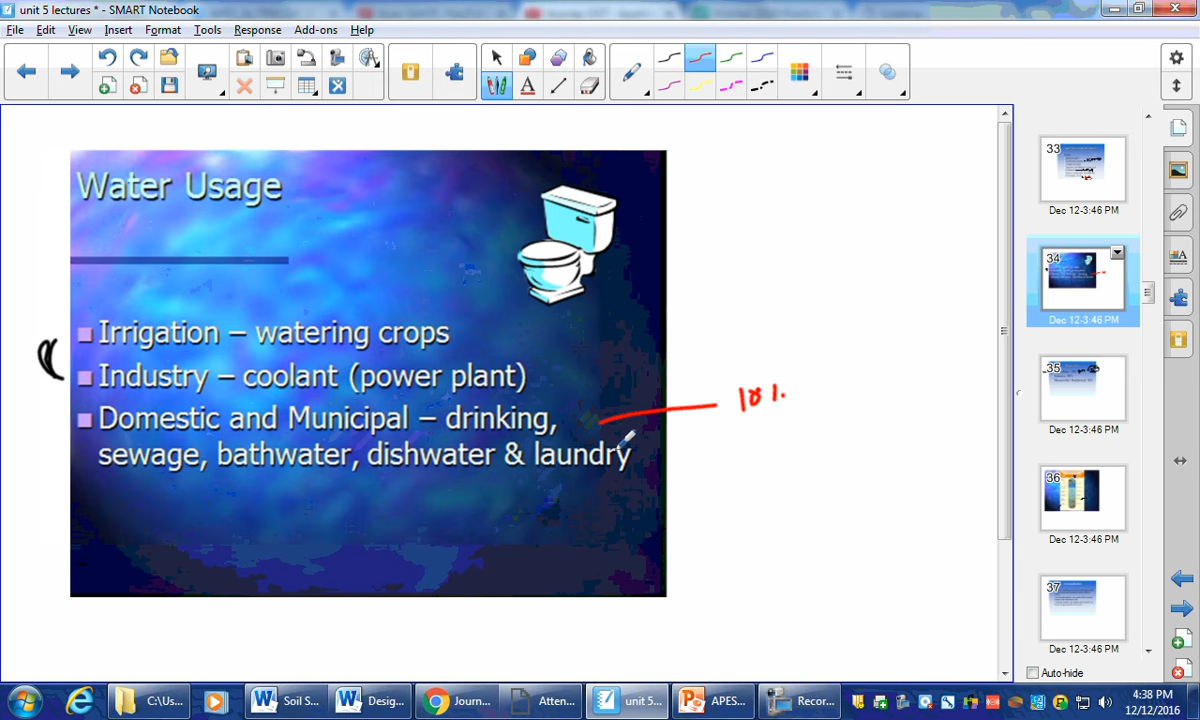 unit 5 lectures * - SMART Notebook
File Edit View Insert Format Tools Response Add-ons Help
Water Usage
Irrigation – watering crops
Industry – coolant (power plant)
Domestic and Municipal – drinking,
sewage, bathwater, dishwater & laundry
10%
33
Dec 12-3:46 PM
34
Dec 12-3:46 PM
35
Dec 12-3:46 PM
36
Dec 12-3:46 PM
37
Dec 12-3:46 PM
Auto-hide
C:\Us... Soil S... Desig... Journ... Atten... unit 5... APES... Recor...
4:38 PM
12/12/2016